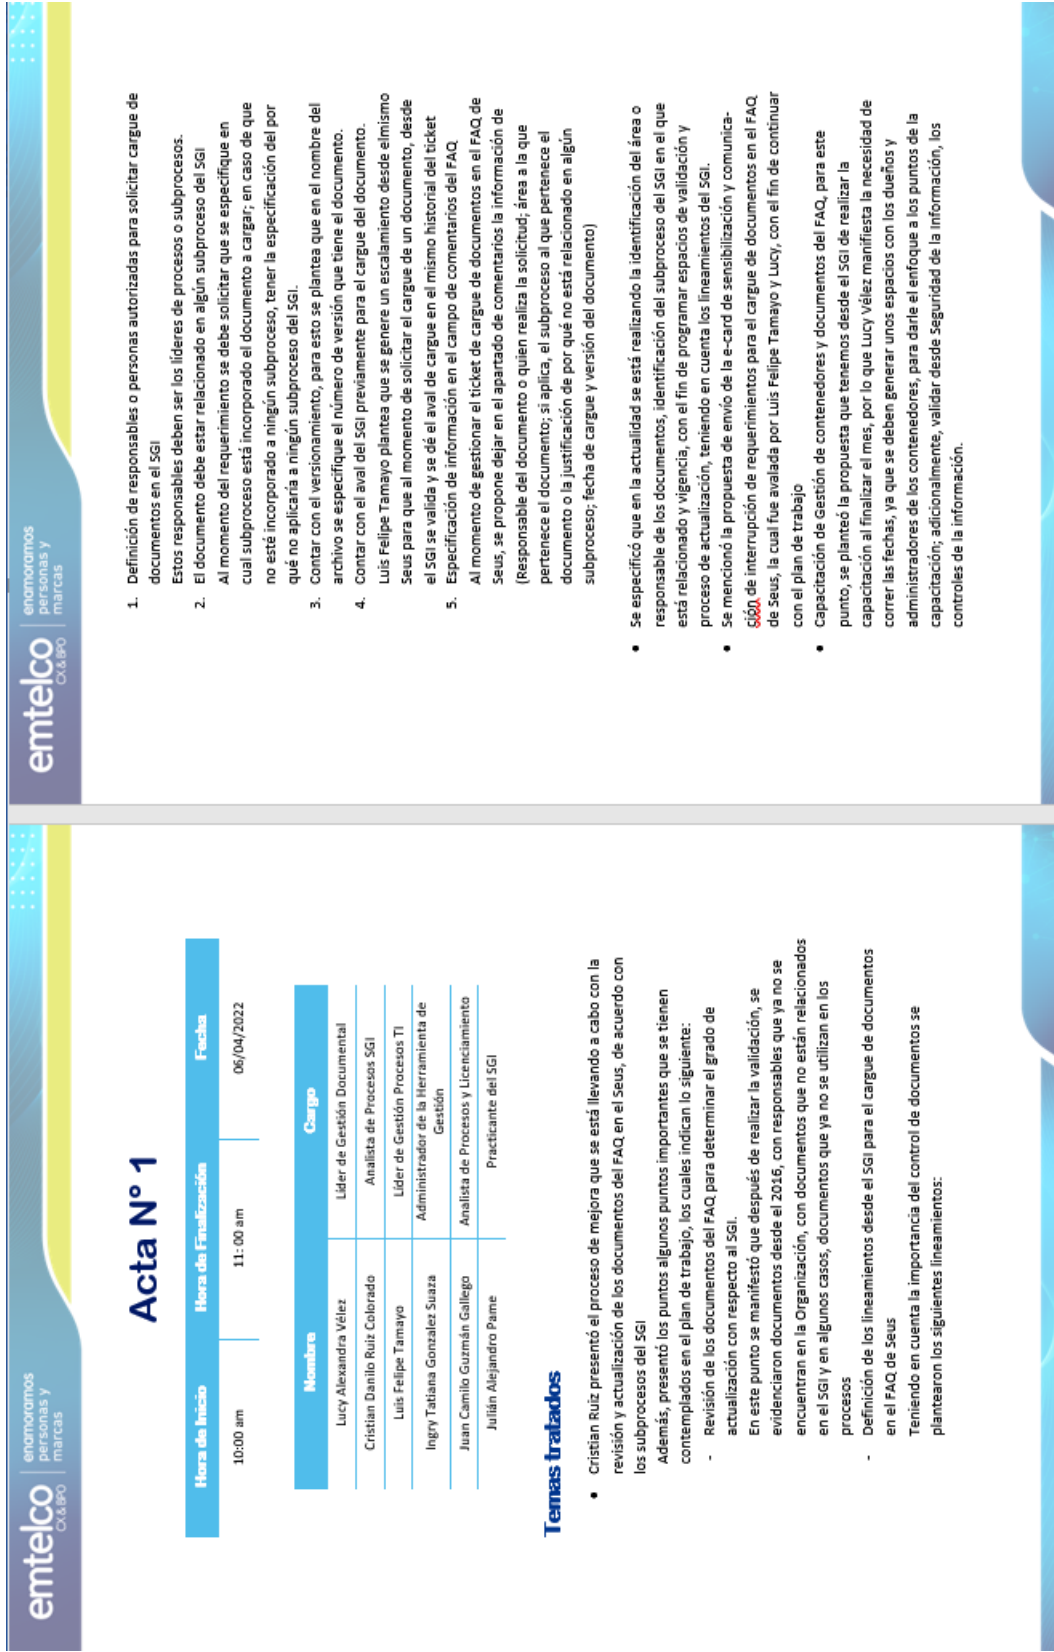 emtelco
CX & BPO
enamoramos
personas y
marcas
Acta N° 1
Hora de Inicio Hora de Finalización Fecha
10:00 am 11:00 am 06/04/2022
Nombre Cargo
Lucy Alexandra Vélez Líder de Gestión Documental
Cristian Danilo Ruiz Colorado Analista de Procesos SGI
Luis Felipe Tamayo Líder de Gestión Procesos TI
Ingry Tatiana Gonzalez Suaza Administrador de la Herramienta de
Gestión
Juan Camilo Guzmán Gallego Analista de Procesos y Licenciamiento
Julián Alejandro Pame Practicante del SGI
Temas tratados
• Cristian Ruiz presentó el proceso de mejora que se está llevando a cabo con la
revisión y actualización de los documentos del FAQ en el Seus, de acuerdo con
los subprocesos del SGI
Además, presentó los puntos algunos puntos importantes que se tienen
contemplados en el plan de trabajo, los cuales indican lo siguiente:
- Revisión de los documentos del FAQ para determinar el grado de
actualización con respecto al SGI.
En este punto se manifestó que después de realizar la validación, se
evidenciaron documentos desde el 2016, con responsables que ya no se
encuentran en la Organización, con documentos que no están relacionados
en el SGI y en algunos casos, documentos que ya no se utilizan en los
procesos
- Definición de los lineamientos desde el SGI para el cargue de documentos
en el FAQ de Seus
Teniendo en cuenta la importancia del control de documentos se
plantearon los siguientes lineamientos:
emtelco
CX & BPO
enamoramos
personas y
marcas
1. Definición de responsables o personas autorizadas para solicitar cargue de
documentos en el SGI
Estos responsables deben ser los líderes de procesos o subprocesos.
2. El documento debe estar relacionado en algún subproceso del SGI
Al momento del requerimiento se debe solicitar que se especifique en
cual subproceso está incorporado el documento a cargar; en caso de que
no esté incorporado a ningún subproceso, tener la especificación del por
qué no aplicaría a ningún subproceso del SGI.
3. Contar con el versionamiento, para esto se plantea que en el nombre del
archivo se especifique el número de versión que tiene el documento.
4. Contar con el aval del SGI previamente para el cargue del documento.
Luis Felipe Tamayo plantea que se genere un escalamiento desde elmismo
Seus para que al momento de solicitar el cargue de un documento, desde
el SGI se valida y se dé el aval de cargue en el mismo historial del ticket
5. Especificación de información en el campo de comentarios del FAQ
Al momento de gestionar el ticket de cargue de documentos en el FAQ de
Seus, se propone dejar en el apartado de comentarios la información de
(Responsable del documento o quien realiza la solicitud; área a la que
pertenece el documento; si aplica, el subproceso al que pertenece el
documento o la justificación de por qué no está relacionado en algún
subproceso; fecha de cargue y versión del documento)
• Se especificó que en la actualidad se está realizando la identificación del área o
responsable de los documentos, identificación del subproceso del SGI en el que
está relacionado y vigencia, con el fin de programar espacios de validación y
proceso de actualización, teniendo en cuenta los lineamientos del SGI.
• Se mencionó la propuesta de envío de la e-card de sensibilización y comunica-
ción de interrupción de requerimientos para el cargue de documentos en el FAQ
de Seus, la cual fue avalada por Luis Felipe Tamayo y Lucy, con el fin de continuar
con el plan de trabajo
• Capacitación de Gestión de contenedores y documentos del FAQ, para este
punto, se planteó la propuesta que tenemos desde el SGI de realizar la
capacitación al finalizar el mes, por lo que Lucy Vélez manifiesta la necesidad de
correr las fechas, ya que se deben generar unos espacios con los dueños y
administradores de los contenedores, para darle el enfoque a los puntos de la
capacitación; adicionalmente, validar desde Seguridad de la Información, los
controles de la información.